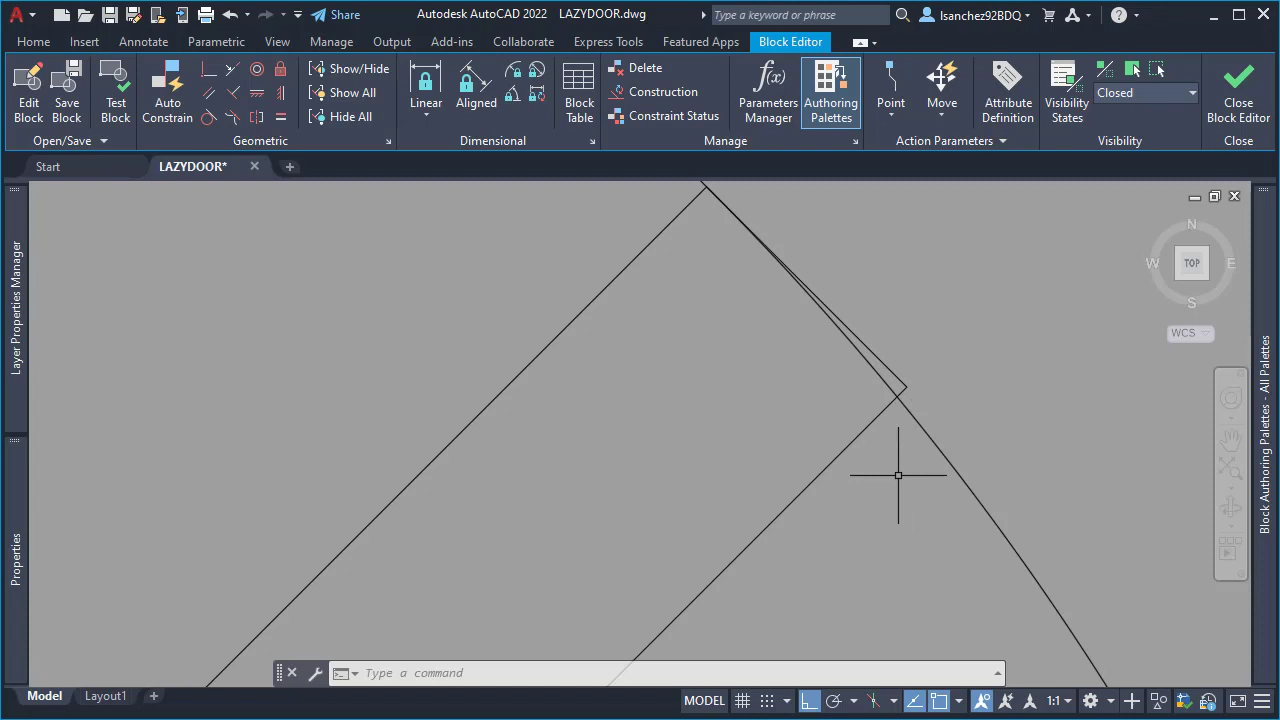 Share
Autodesk AutoCAD 2022 LAZYDOOR.dwg
Type a keyword or phrase
lsanchez92BDQ
Home Insert Annotate Parametric View Manage Output Add-ins Collaborate Express Tools Featured Apps Block Editor
Edit Block
Save Block
Test Block
Open/Save
Auto Constrain
Show/Hide
Show All
Hide All
Geometric
Linear
Aligned
Block Table
Dimensional
Delete
Construction
Constraint Status
f(x)
Parameters Manager
Authoring Palettes
Manage
Point
Move
Attribute Definition
Action Parameters
Visibility States
Closed
Visibility
Close Block Editor
Close
Start
LAZYDOOR*
Layer Properties Manager
Properties
N
W
TOP
E
S
WCS
Block Authoring Palettes - All Palettes
Type a command
Model
Layout1
MODEL
1:1